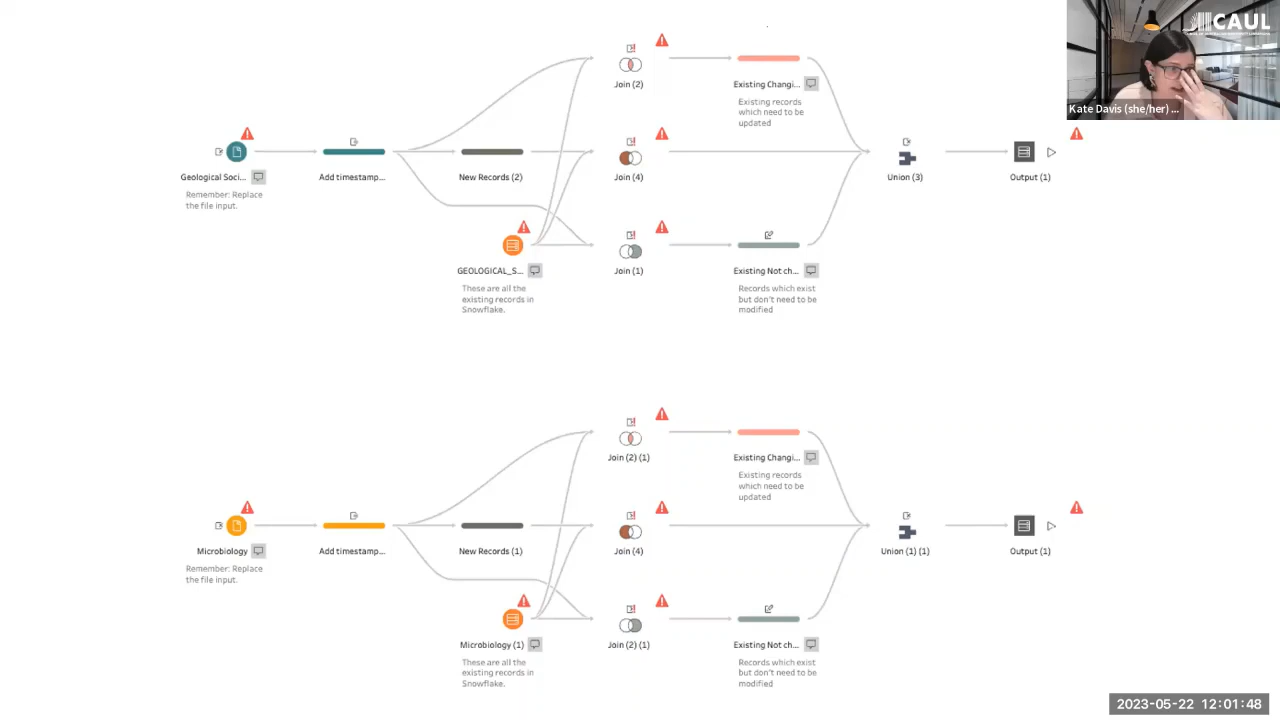 CAUL
Kate Davis (she/her) ...
Join (2)
Existing Changi...
Existing records
which need to be
updated
Geological Soci...
Remember: Replace
the file input.
Add timestamp...
New Records (2)
Join (4)
Union (3)
Output (1)
GEOLOGICAL_S...
These are all the
existing records in
Snowflake.
Join (1)
Existing Not ch...
Records which exist
but don't need to be
modified
Join (2) (1)
Existing Changi...
Existing records
which need to be
updated
Microbiology
Remember: Replace
the file input.
Add timestamp...
New Records (1)
Join (4)
Union (1) (1)
Output (1)
Microbiology (1)
These are all the
existing records in
Snowflake.
Join (2) (1)
Existing Not ch...
Records which exist
but don't need to be
modified
2023-05-22 12:01:48